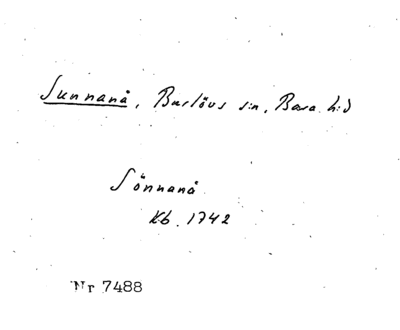 Sunnanå, Burlövs sn, Bara hd
Sönnanå
Kb. 1742
Nr 7488